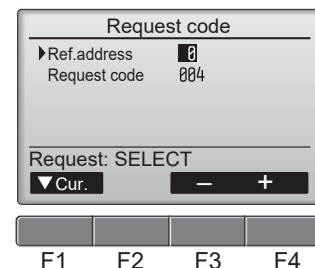 Request code
▶Ref.address 0
Request code 004
Request: SELECT
▼Cur. − +
F1 F2 F3 F4